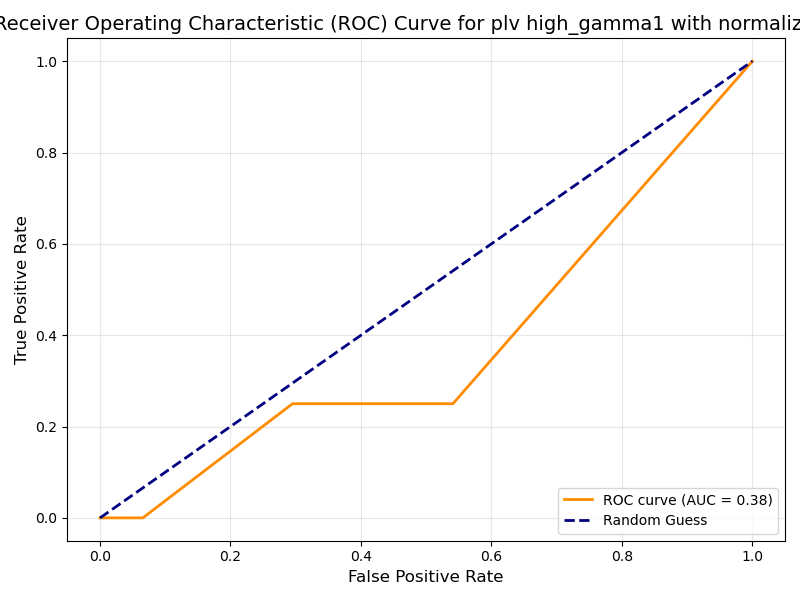 Receiver Operating Characteristic (ROC) Curve for plv high_gamma1 with normaliz
1.0
0.8
0.6
0.4
0.2
0.0
True Positive Rate
0.0 0.2 0.4 0.6 0.8 1.0
False Positive Rate
ROC curve (AUC = 0.38)
Random Guess